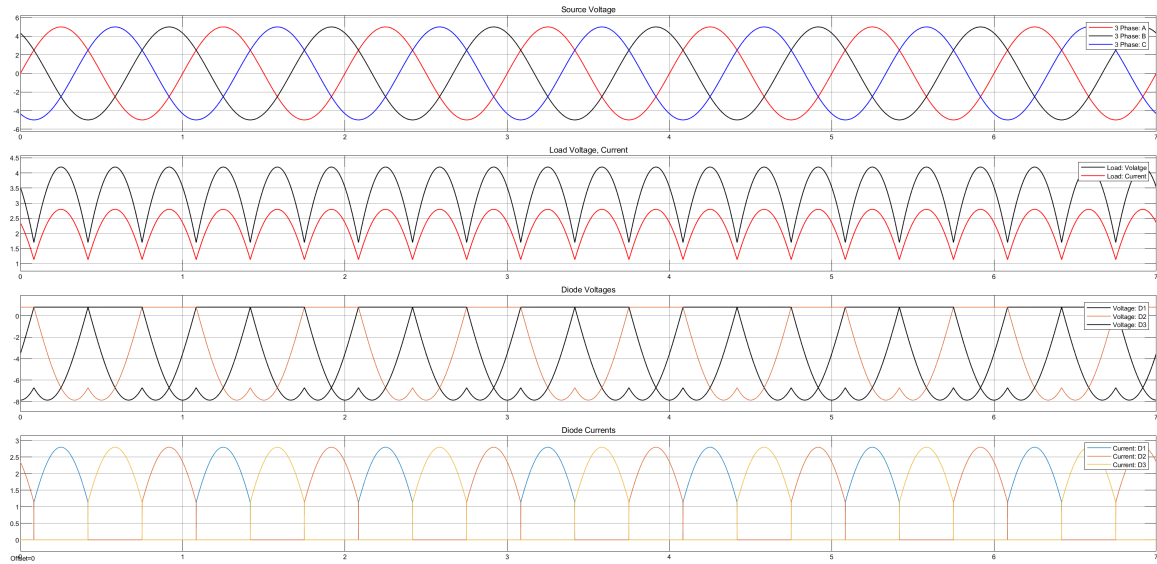 Source Voltage
6
4
2
0
-2
-4
-6
3 Phase: A
3 Phase: B
3 Phase: C
0 1 2 3 4 5 6 7
Load Voltage, Current
4.5
4
3.5
3
2.5
2
1.5
1
Load: Volatge
Load: Current
0 1 2 3 4 5 6 7
Diode Voltages
0
-2
-4
-6
-8
Voltage: D1
Voltage: D2
Voltage: D3
0 1 2 3 4 5 6 7
Diode Currents
3
2.5
2
1.5
1
0.5
0
Current: D1
Current: D2
Current: D3
0 1 2 3 4 5 6 7
Offset=0